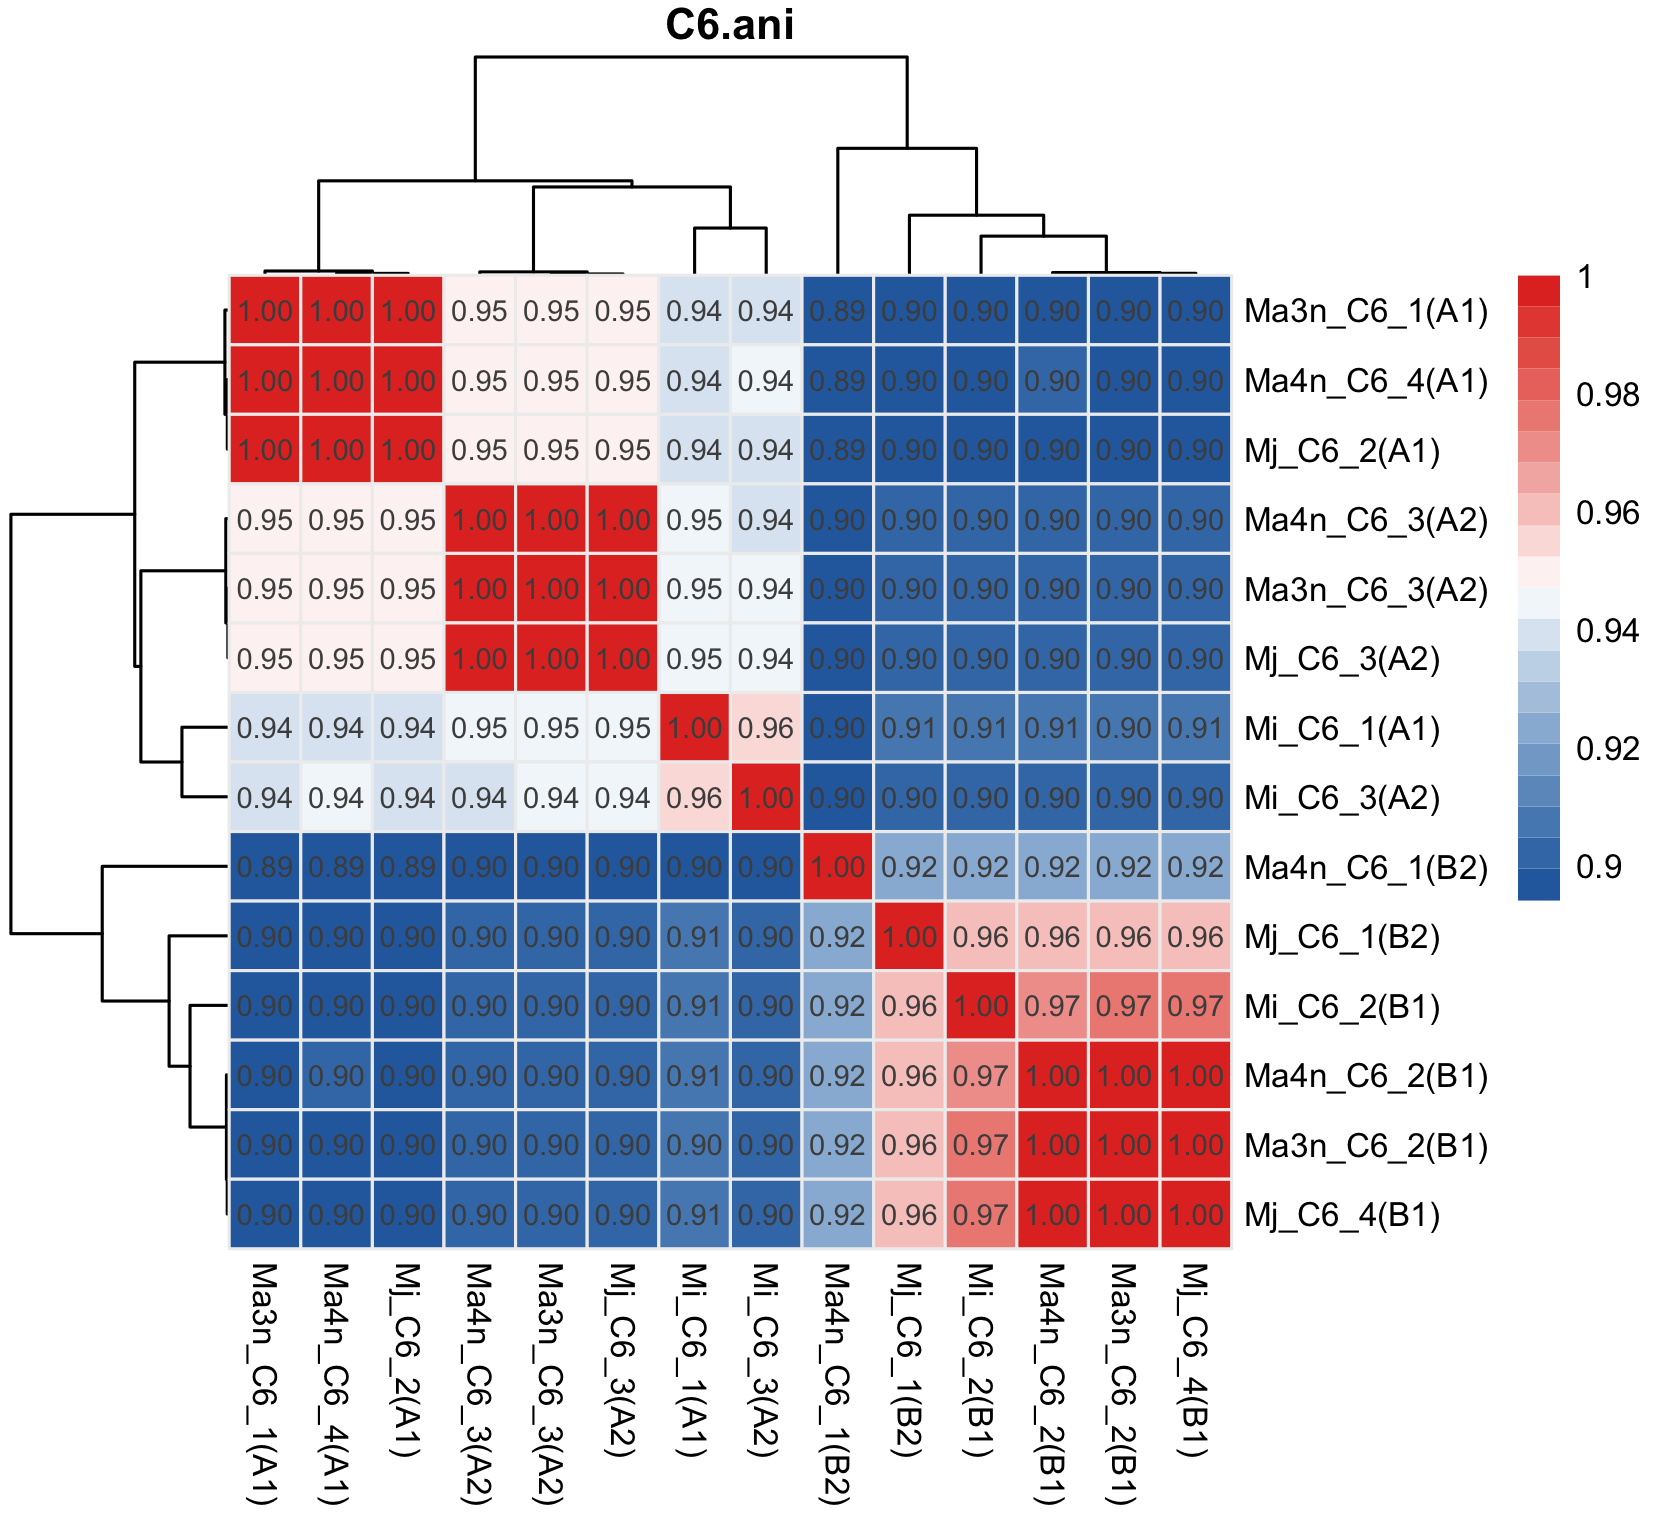 C6.ani
1.00 1.00 1.00 0.95 0.95 0.95 0.94 0.94 0.89 0.90 0.90 0.90 0.90 0.90 Ma3n_C6_1(A1)
1.00 1.00 1.00 0.95 0.95 0.95 0.94 0.94 0.89 0.90 0.90 0.90 0.90 0.90 Ma4n_C6_4(A1)
1.00 1.00 1.00 0.95 0.95 0.95 0.94 0.94 0.89 0.90 0.90 0.90 0.90 0.90 Mj_C6_2(A1)
0.95 0.95 0.95 1.00 1.00 1.00 0.95 0.94 0.90 0.90 0.90 0.90 0.90 0.90 Ma4n_C6_3(A2)
0.95 0.95 0.95 1.00 1.00 1.00 0.95 0.94 0.90 0.90 0.90 0.90 0.90 0.90 Ma3n_C6_3(A2)
0.95 0.95 0.95 1.00 1.00 1.00 0.95 0.94 0.90 0.90 0.90 0.90 0.90 0.90 Mj_C6_3(A2)
0.94 0.94 0.94 0.95 0.95 0.95 1.00 0.96 0.90 0.91 0.91 0.91 0.90 0.91 Mi_C6_1(A1)
0.94 0.94 0.94 0.94 0.94 0.94 0.96 1.00 0.90 0.90 0.90 0.90 0.90 0.90 Mi_C6_3(A2)
0.89 0.89 0.89 0.90 0.90 0.90 0.90 0.90 1.00 0.92 0.92 0.92 0.92 0.92 Ma4n_C6_1(B2)
0.90 0.90 0.90 0.90 0.90 0.90 0.91 0.90 0.92 1.00 0.96 0.96 0.96 0.96 Mj_C6_1(B2)
0.90 0.90 0.90 0.90 0.90 0.90 0.91 0.90 0.92 0.96 1.00 0.97 0.97 0.97 Mi_C6_2(B1)
0.90 0.90 0.90 0.90 0.90 0.90 0.91 0.90 0.92 0.96 0.97 1.00 1.00 1.00 Ma4n_C6_2(B1)
0.90 0.90 0.90 0.90 0.90 0.90 0.90 0.90 0.92 0.96 0.97 1.00 1.00 1.00 Ma3n_C6_2(B1)
0.90 0.90 0.90 0.90 0.90 0.90 0.91 0.90 0.92 0.96 0.97 1.00 1.00 1.00 Mj_C6_4(B1)
Ma3n_C6_1(A1)
Ma4n_C6_4(A1)
Mj_C6_2(A1)
Ma4n_C6_3(A2)
Ma3n_C6_3(A2)
Mj_C6_3(A2)
Mi_C6_1(A1)
Mi_C6_3(A2)
Ma4n_C6_1(B2)
Mj_C6_1(B2)
Mi_C6_2(B1)
Ma4n_C6_2(B1)
Ma3n_C6_2(B1)
Mj_C6_4(B1)
1
0.98
0.96
0.94
0.92
0.9